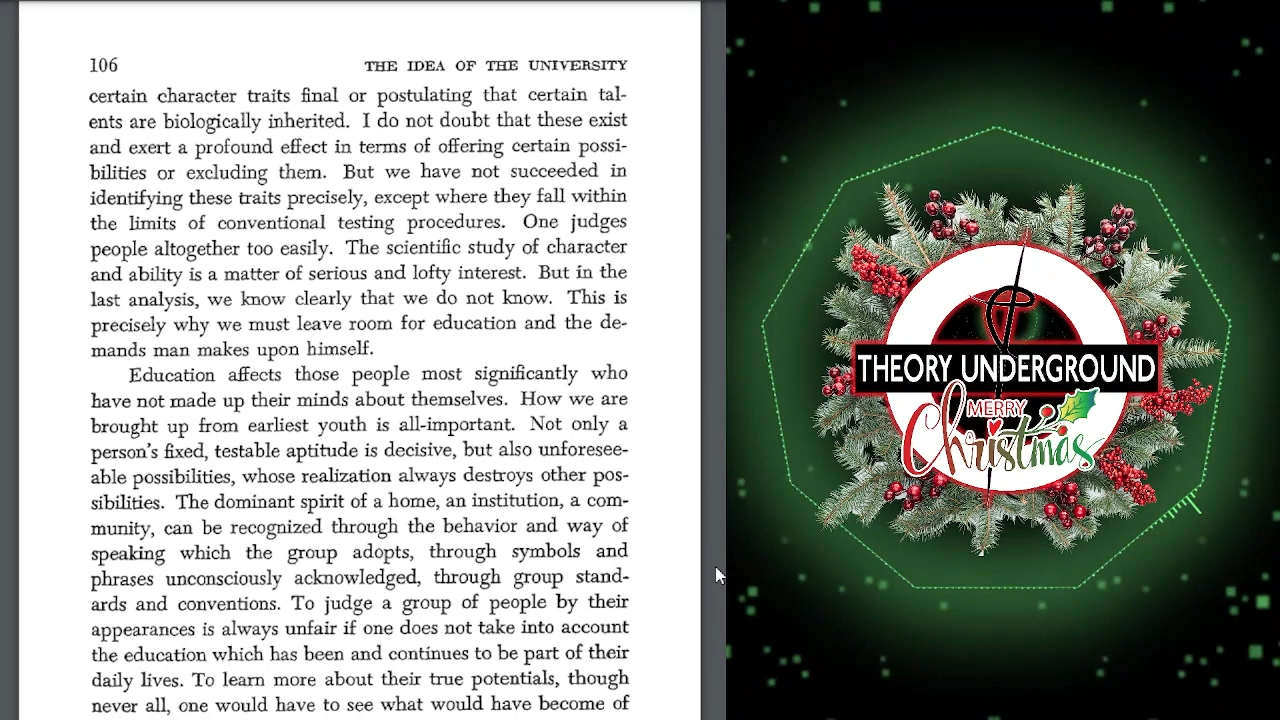 106 THE IDEA OF THE UNIVERSITY
certain character traits final or postulating that certain tal-
ents are biologically inherited. I do not doubt that these exist
and exert a profound effect in terms of offering certain possi-
bilities or excluding them. But we have not succeeded in
identifying these traits precisely, except where they fall within
the limits of conventional testing procedures. One judges
people altogether too easily. The scientific study of character
and ability is a matter of serious and lofty interest. But in the
last analysis, we know clearly that we do not know. This is
precisely why we must leave room for education and the de-
mands man makes upon himself.
Education affects those people most significantly who
have not made up their minds about themselves. How we are
brought up from earliest youth is all-important. Not only a
person's fixed, testable aptitude is decisive, but also unforesee-
able possibilities, whose realization always destroys other pos-
sibilities. The dominant spirit of a home, an institution, a com-
munity, can be recognized through the behavior and way of
speaking which the group adopts, through symbols and
phrases unconsciously acknowledged, through group stand-
ards and conventions. To judge a group of people by their
appearances is always unfair if one does not take into account
the education which has been and continues to be part of their
daily lives. To learn more about their true potentials, though
never all, one would have to see what would have become of
THEORY UNDERGROUND
MERRY
Christmas